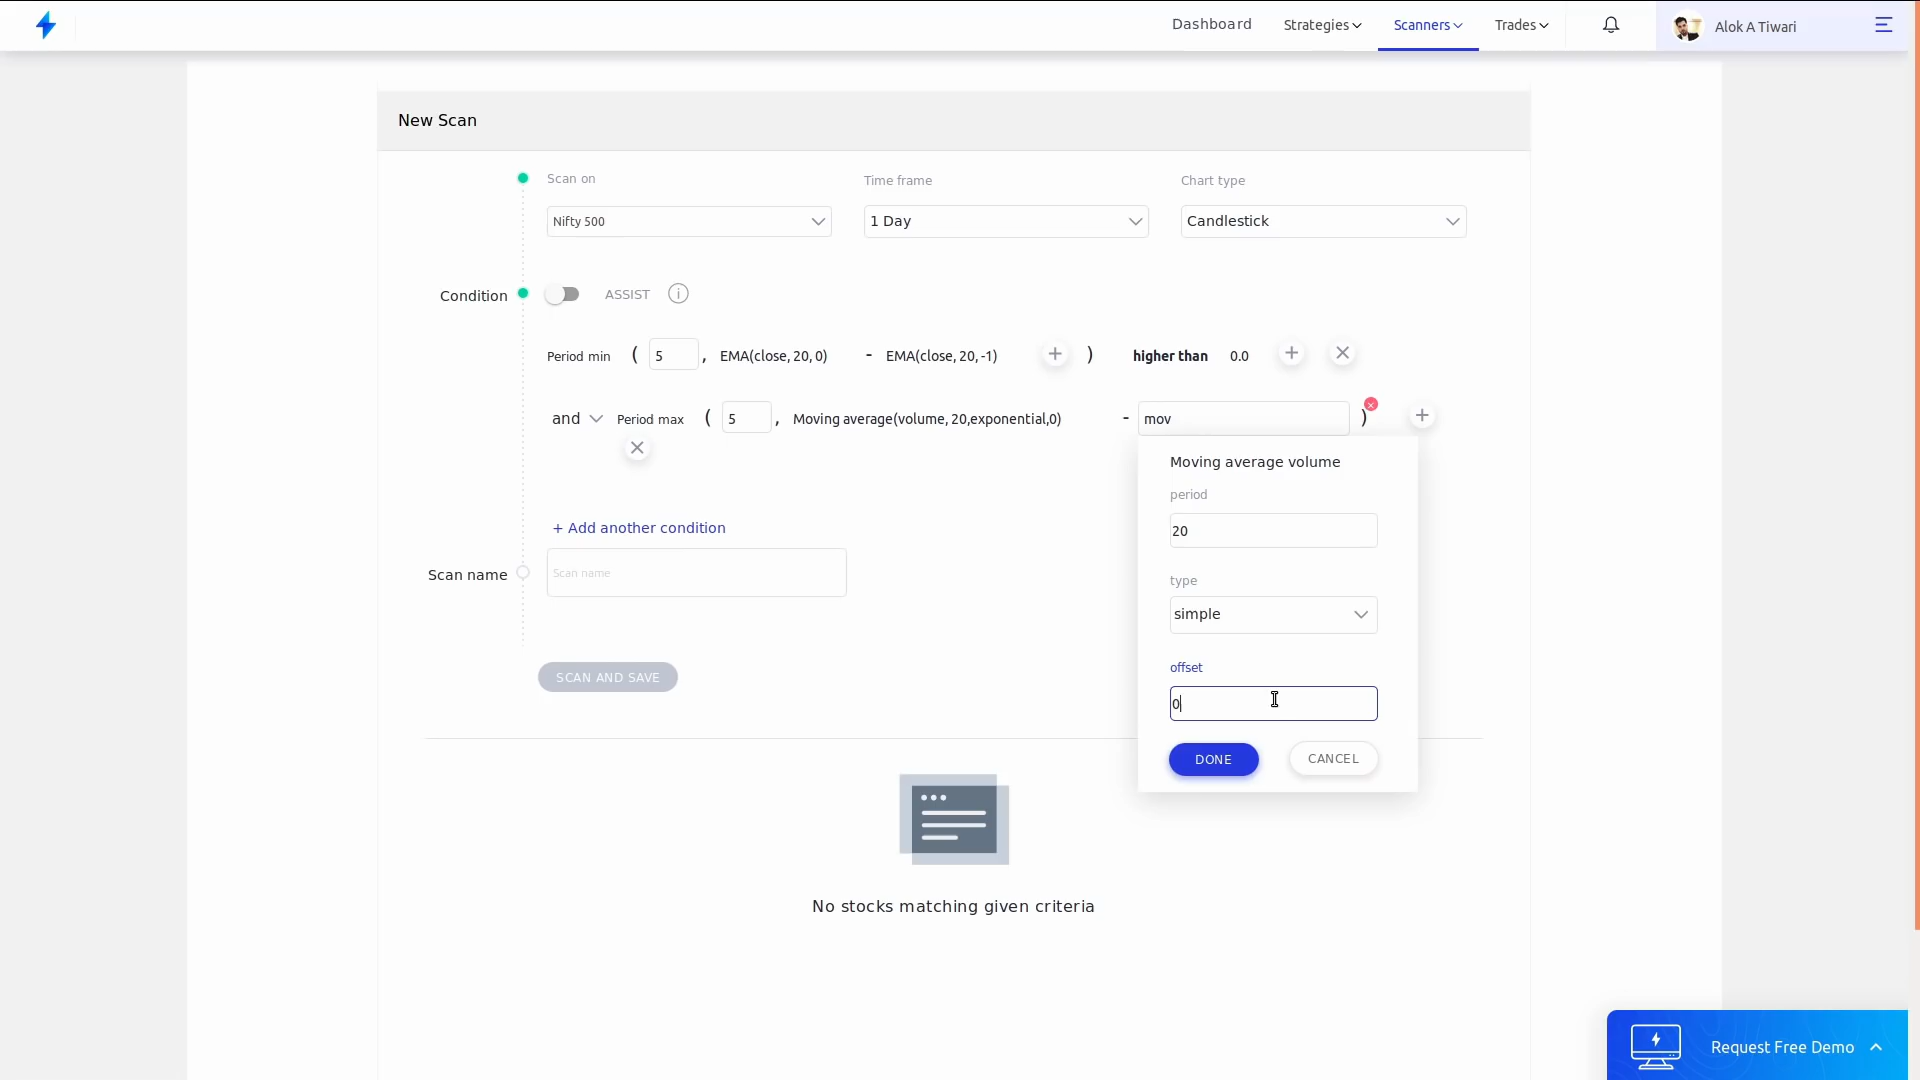 Dashboard Strategies Scanners Trades Alok A Tiwari
New Scan
Scan on Time frame Chart type
Nifty 500 1 Day Candlestick
Condition ASSIST i
Period min ( 5 , EMA(close, 20, 0) - EMA(close, 20, -1) + ) higher than 0.0 + ×
and Period max ( 5 , Moving average(volume, 20,exponential,0) - mov × ) +
×
Moving average volume
period
20
type
simple
offset
0
DONE CANCEL
+ Add another condition
Scan name Scan name
SCAN AND SAVE
No stocks matching given criteria
Request Free Demo